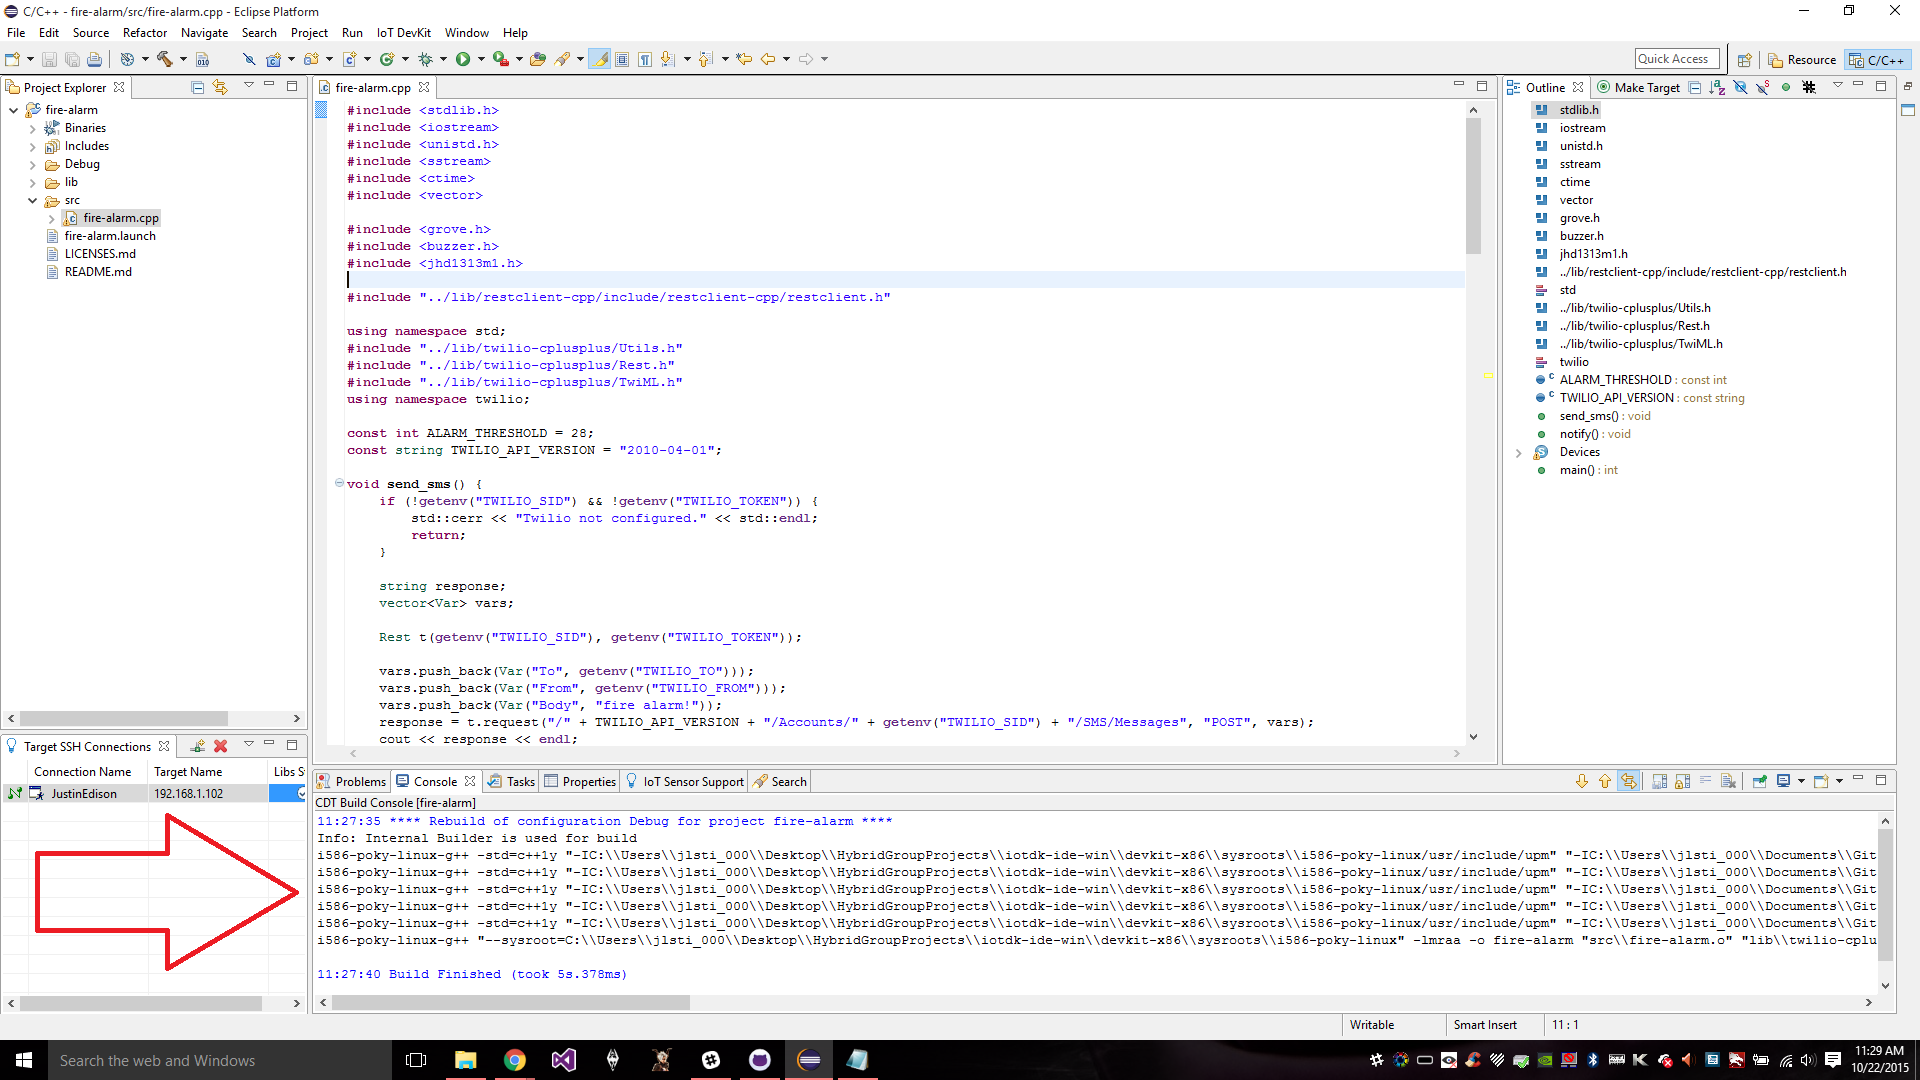 C/C++ - fire-alarm/src/fire-alarm.cpp - Eclipse Platform
File Edit Source Refactor Navigate Search Project Run IoT DevKit Window Help
Quick Access
Resource
C/C++
Project Explorer
fire-alarm
Binaries
Includes
Debug
lib
src
fire-alarm.cpp
fire-alarm.launch
LICENSES.md
README.md
Target SSH Connections
Connection Name Target Name Libs S
JustinEdison 192.168.1.102
fire-alarm.cpp
#include <stdlib.h>
#include <iostream>
#include <unistd.h>
#include <sstream>
#include <ctime>
#include <vector>
#include <grove.h>
#include <buzzer.h>
#include <jhd1313m1.h>
#include "../lib/restclient-cpp/include/restclient-cpp/restclient.h"
using namespace std;
#include "../lib/twilio-cplusplus/Utils.h"
#include "../lib/twilio-cplusplus/Rest.h"
#include "../lib/twilio-cplusplus/TwiML.h"
using namespace twilio;
const int ALARM_THRESHOLD = 28;
const string TWILIO_API_VERSION = "2010-04-01";
void send_sms() {
if (!getenv("TWILIO_SID") && !getenv("TWILIO_TOKEN")) {
std::cerr << "Twilio not configured." << std::endl;
return;
}
string response;
vector<Var> vars;
Rest t(getenv("TWILIO_SID"), getenv("TWILIO_TOKEN"));
vars.push_back(Var("To", getenv("TWILIO_TO")));
vars.push_back(Var("From", getenv("TWILIO_FROM")));
vars.push_back(Var("Body", "fire alarm!"));
response = t.request("/" + TWILIO_API_VERSION + "/Accounts/" + getenv("TWILIO_SID") + "/SMS/Messages", "POST", vars);
cout << response << endl;
Outline Make Target
stdlib.h
iostream
unistd.h
sstream
ctime
vector
grove.h
buzzer.h
jhd1313m1.h
../lib/restclient-cpp/include/restclient-cpp/restclient.h
std
../lib/twilio-cplusplus/Utils.h
../lib/twilio-cplusplus/Rest.h
../lib/twilio-cplusplus/TwiML.h
twilio
ALARM_THRESHOLD : const int
TWILIO_API_VERSION : const string
send_sms() : void
notify() : void
Devices
main() : int
Problems Console Tasks Properties IoT Sensor Support Search
CDT Build Console [fire-alarm]
11:27:35 **** Rebuild of configuration Debug for project fire-alarm ****
Info: Internal Builder is used for build
i586-poky-linux-g++ -std=c++1y "-IC:\\Users\\jlsti_000\\Desktop\\HybridGroupProjects\\iotdk-ide-win\\devkit-x86\\sysroots\\i586-poky-linux/usr/include/upm" "-IC:\\Users\\jlsti_000\\Documents\\Git
i586-poky-linux-g++ -std=c++1y "-IC:\\Users\\jlsti_000\\Desktop\\HybridGroupProjects\\iotdk-ide-win\\devkit-x86\\sysroots\\i586-poky-linux/usr/include/upm" "-IC:\\Users\\jlsti_000\\Documents\\Git
i586-poky-linux-g++ -std=c++1y "-IC:\\Users\\jlsti_000\\Desktop\\HybridGroupProjects\\iotdk-ide-win\\devkit-x86\\sysroots\\i586-poky-linux/usr/include/upm" "-IC:\\Users\\jlsti_000\\Documents\\Git
i586-poky-linux-g++ -std=c++1y "-IC:\\Users\\jlsti_000\\Desktop\\HybridGroupProjects\\iotdk-ide-win\\devkit-x86\\sysroots\\i586-poky-linux/usr/include/upm" "-IC:\\Users\\jlsti_000\\Documents\\Git
i586-poky-linux-g++ -std=c++1y "-IC:\\Users\\jlsti_000\\Desktop\\HybridGroupProjects\\iotdk-ide-win\\devkit-x86\\sysroots\\i586-poky-linux/usr/include/upm" "-IC:\\Users\\jlsti_000\\Documents\\Git
i586-poky-linux-g++ "--sysroot=C:\\Users\\jlsti_000\\Desktop\\HybridGroupProjects\\iotdk-ide-win\\devkit-x86\\sysroots\\i586-poky-linux" -lmraa -o fire-alarm "src\\fire-alarm.o" "lib\\twilio-cplu
11:27:40 Build Finished (took 5s.378ms)
Writable Smart Insert 11 : 1
Search the web and Windows
11:29 AM
10/22/2015